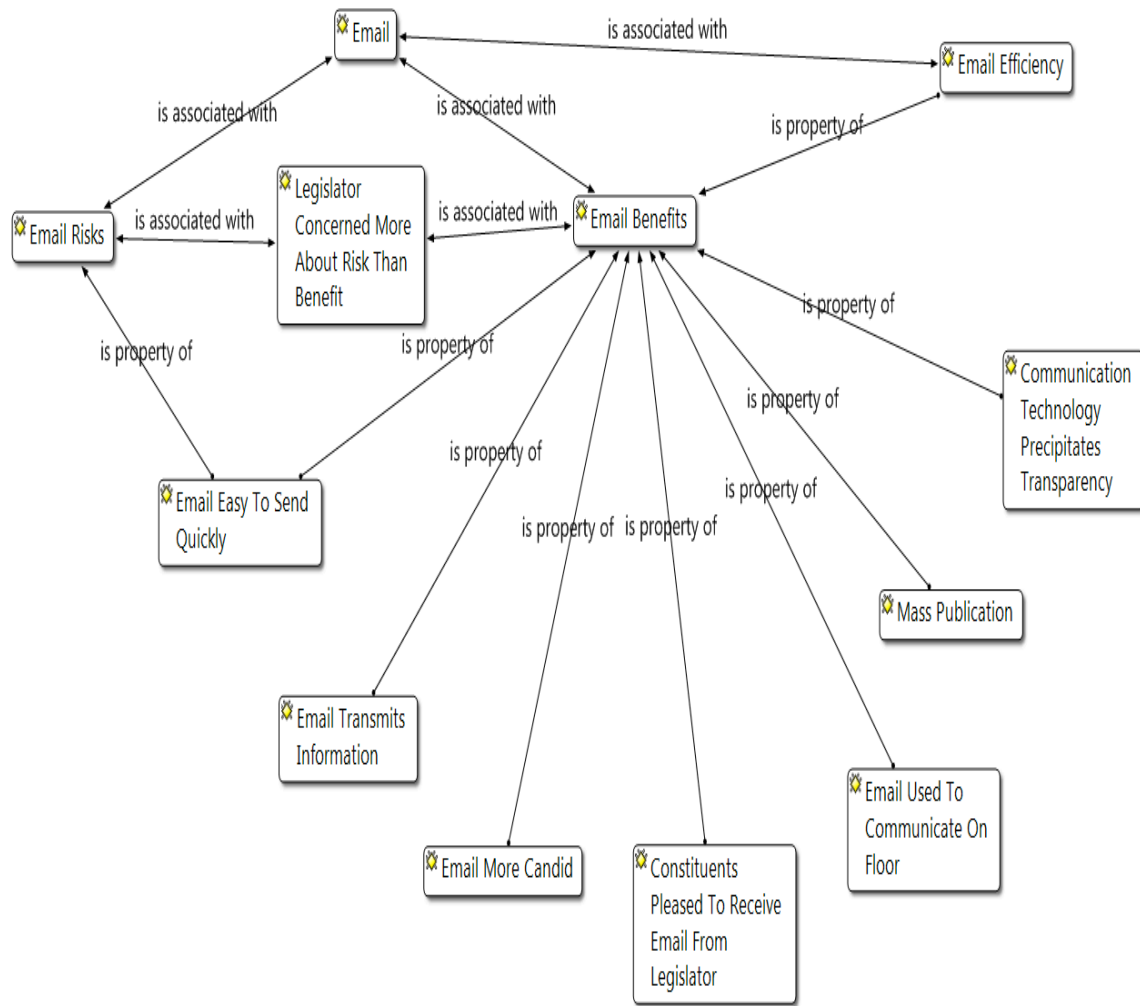 Email
is associated with
Email Efficiency
is associated with
is associated with
is property of
Legislator
Concerned More
About Risk Than
Benefit
Email Risks
is associated with
is associated with
Email Benefits
is property of
is property of
is property of
Communication
Technology
Precipitates
Transparency
is property of
is property of
is property of
Email Easy To Send
Quickly
is property of
is property of
Mass Publication
Email Transmits
Information
Email Used To
Communicate On
Floor
Email More Candid
Constituents
Pleased To Receive
Email From
Legislator